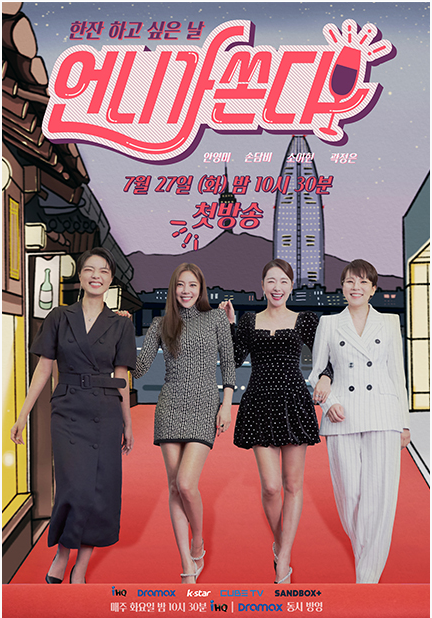 한잔 하고 싶은 날
언니가 쏜다!
안영미 손담비 소이현 곽정은
7월 27일 (화) 밤 10시 30분
첫방송
iHQ Dramax k-star CUBE TV SANDBOX+
매주 화요일 밤 10시 30분 iHQ | Dramax 동시 방영